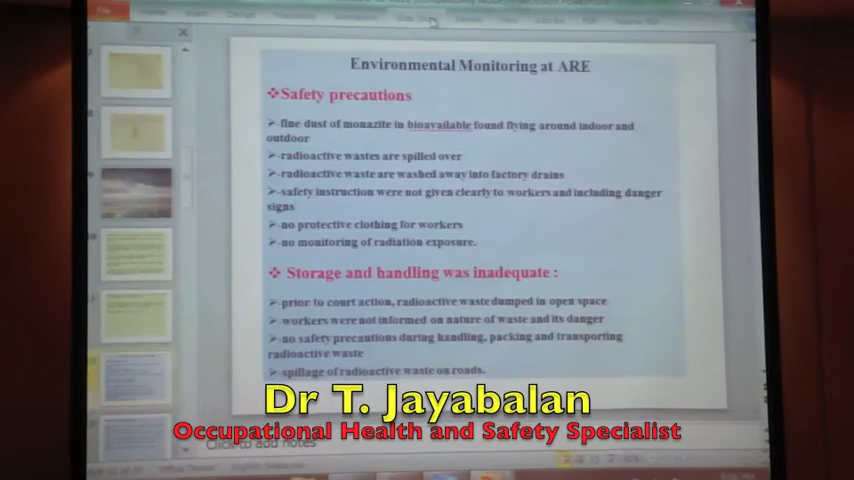 Environmental Monitoring at ARE
❖Safety precautions
➢ fine dust of monazite in bioavailable found flying around indoor and
outdoor
➢ radioactive wastes are spilled over
➢ radioactive waste are washed away into factory drains
➢ safety instruction were not given clearly to workers and including danger
signs
➢ no protective clothing for workers
➢ no monitoring of radiation exposure.
❖ Storage and handling was inadequate :
➢ prior to court action, radioactive waste dumped in open space
➢ workers were not informed on nature of waste and its danger
➢ no safety precautions during handling, packing and transporting
radioactive waste
➢ spillage of radioactive waste on roads.
Dr T. Jayabalan
Occupational Health and Safety Specialist
Click to add notes